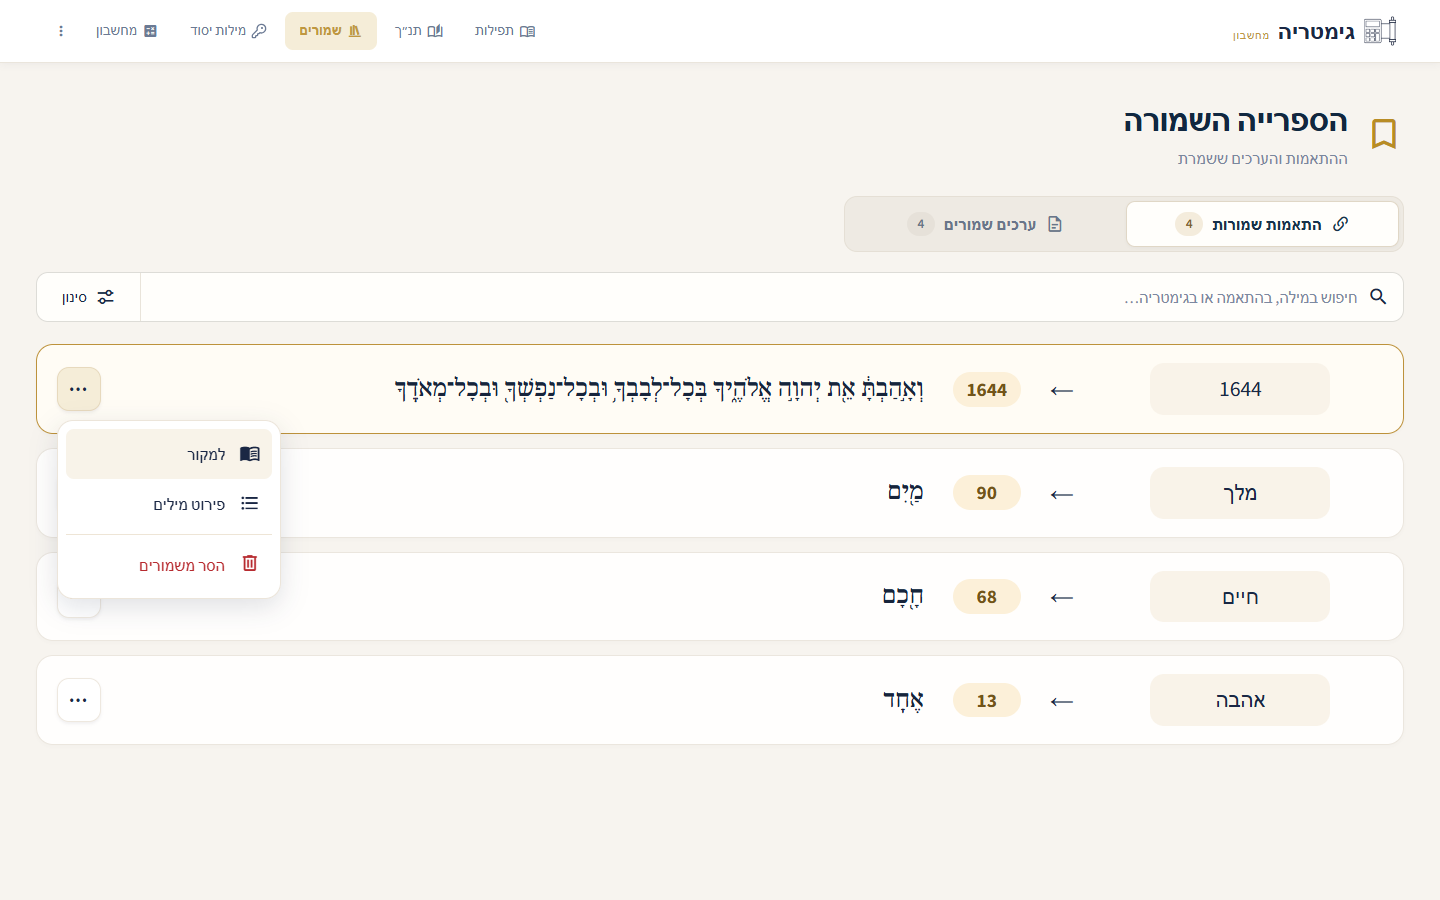 גימטריה מחשבון
תפילות
תנ״ך
שמורים
מילות יסוד
מחשבון
הספרייה השמורה
ההתאמות והערכים ששמרת
התאמות שמורות 4
ערכים שמורים 4
חיפוש במילה, בהתאמה או בגימטריה...
סינון
1644 ← 1644 וְאָ֣הַבְתָּ֔ אֵ֖ת יְהוָ֣ה אֱלֹהֶ֑יךָ בְּכָל־לְבָבְךָ֥ וּבְכָל־נַפְשְׁךָ֖ וּבְכָל־מְאֹדֶֽךָ
למקור
פירוט מילים
הסר משמורים
מלך ← 90 מַ֖יִם
חיים ← 68 חָ֖כָם
אהבה ← 13 אֶחָֽד